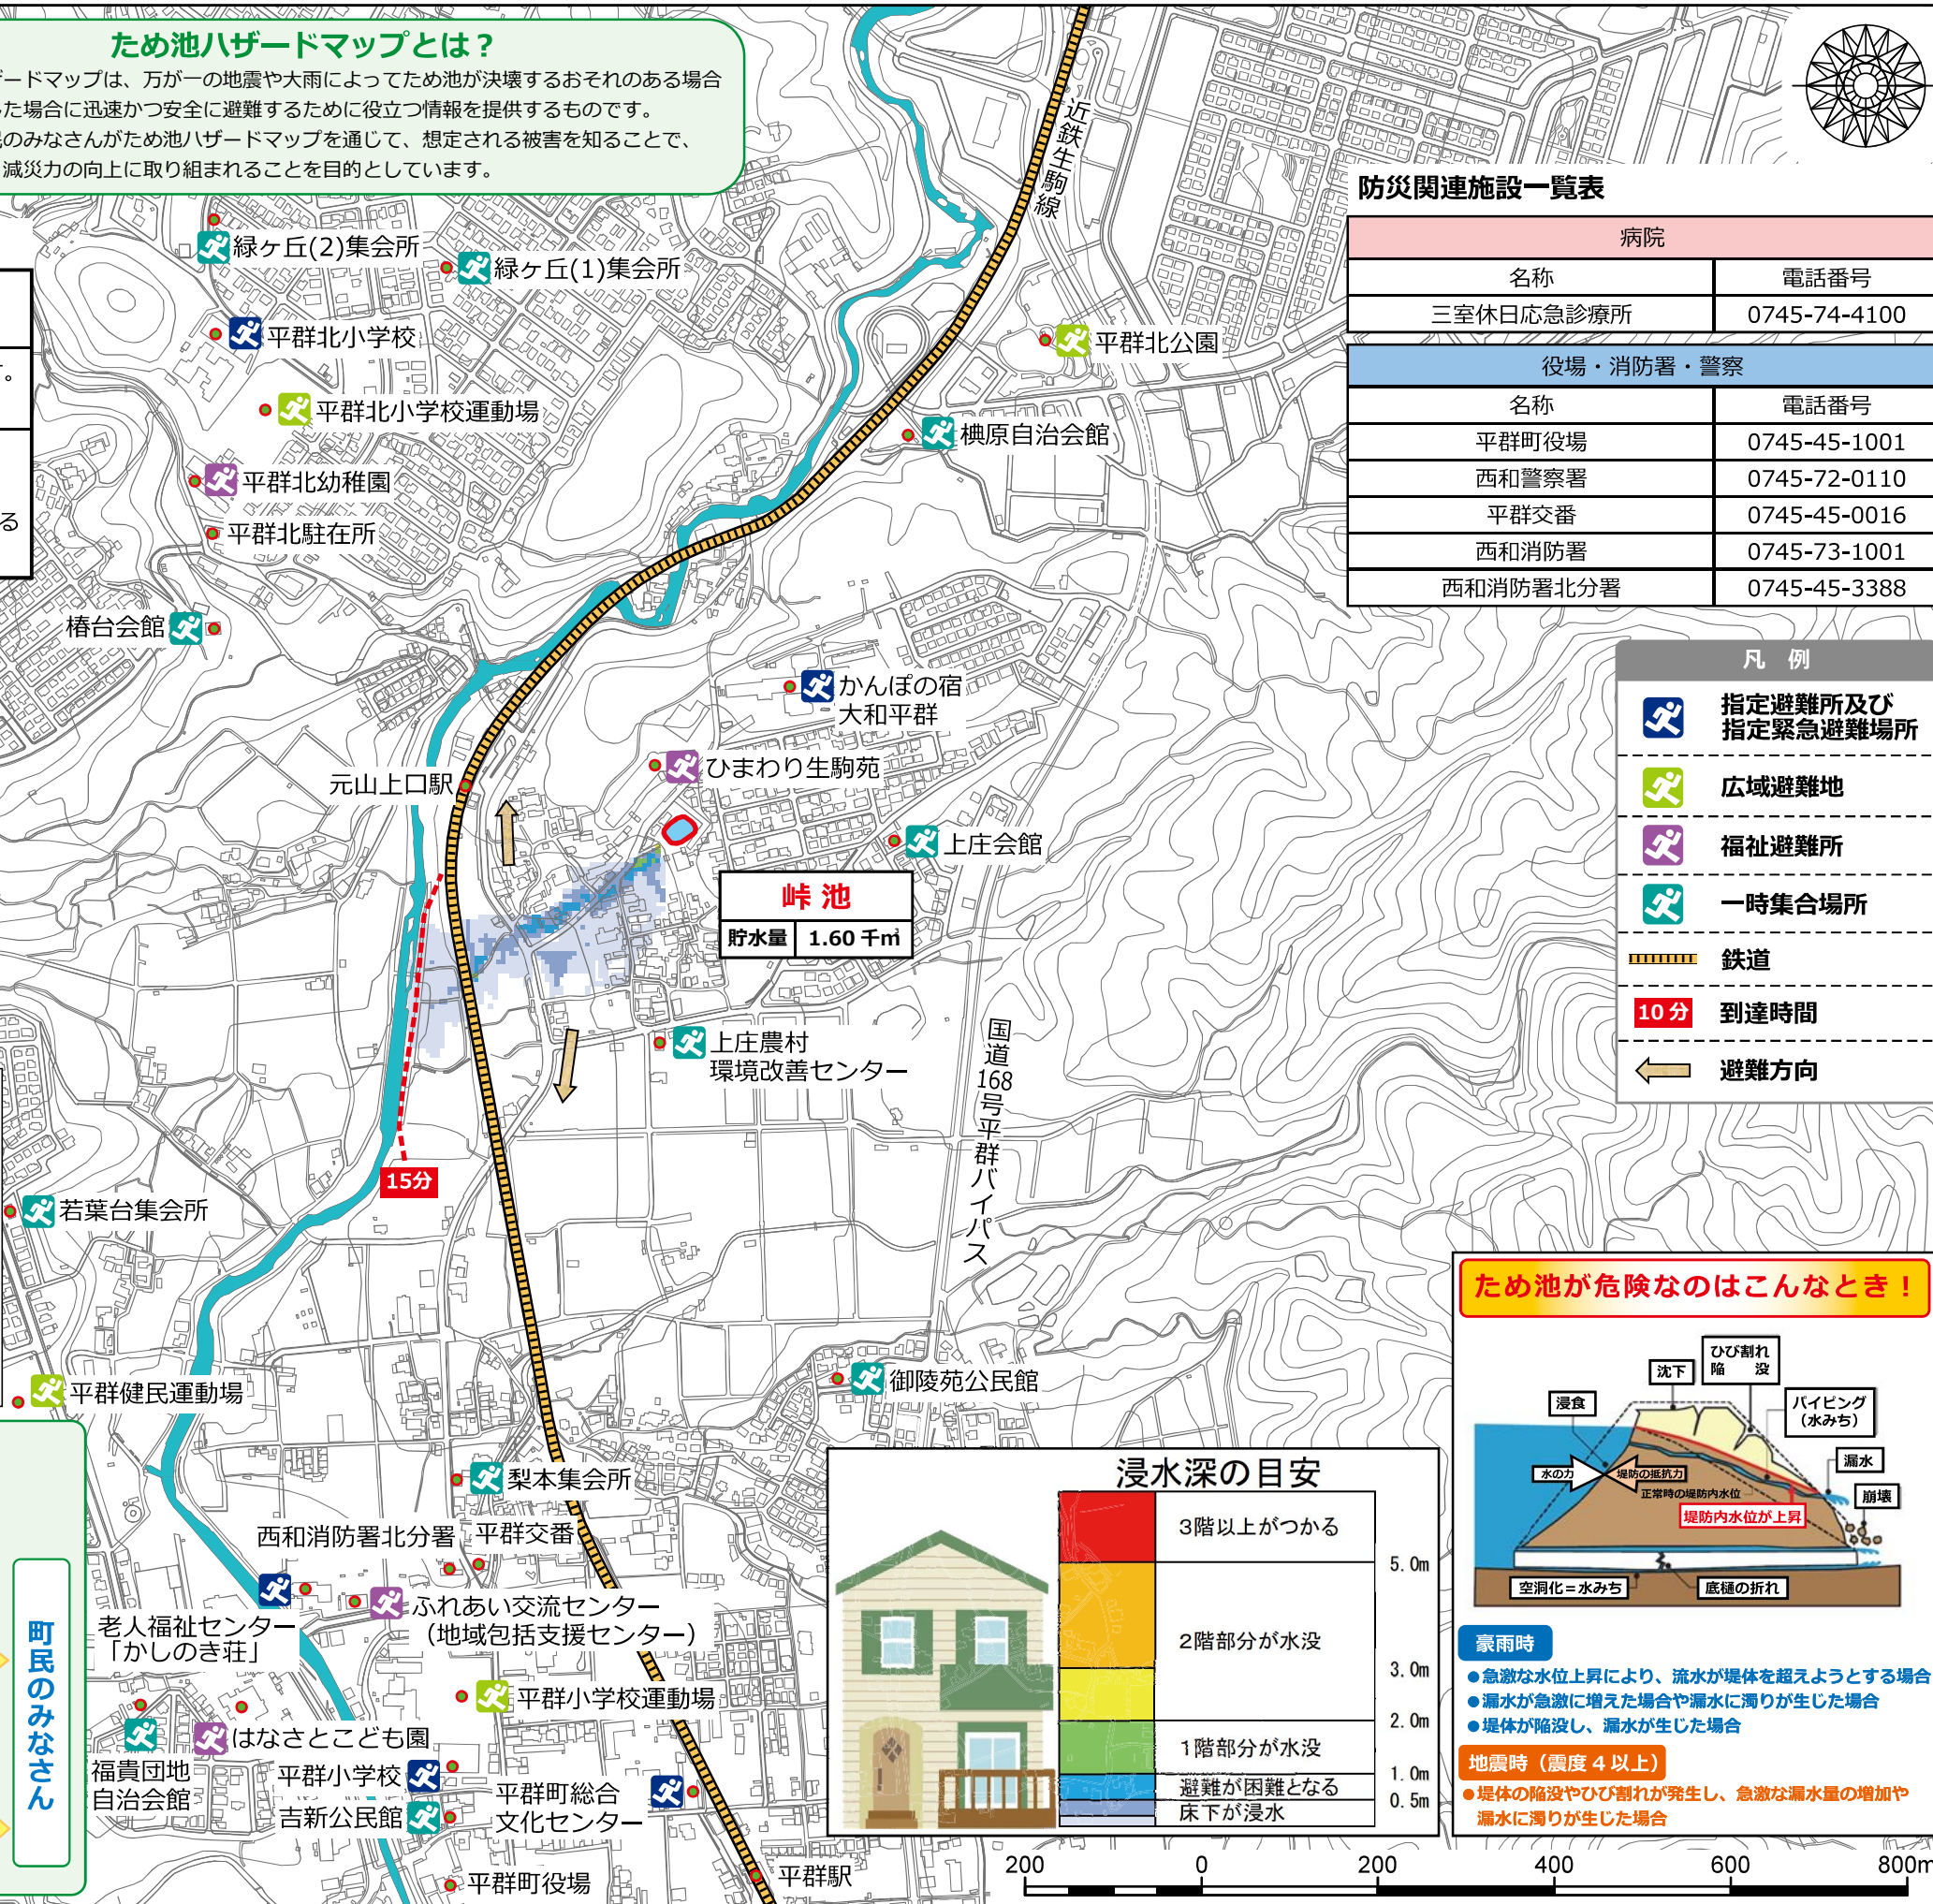 ため池ハザードマップとは？
ードマップは、万が一の地震や大雨によってため池が決壊するおそれのある場合
た場合に迅速かつ安全に避難するために役立つ情報を提供するものです。
のみなさんがため池ハザードマップを通じて、想定される被害を知ることで、
減災力の向上に取り組まれることを目的としています。
近鉄生駒線
防災関連施設一覧表
病院
名称 電話番号
三室休日応急診療所 0745-74-4100
役場・消防署・警察
名称 電話番号
平群町役場 0745-45-1001
西和警察署 0745-72-0110
平群交番 0745-45-0016
西和消防署 0745-73-1001
西和消防署北分署 0745-45-3388
緑ヶ丘(2)集会所
緑ヶ丘(1)集会所
平群北小学校
平群北公園
平群北小学校運動場
椣原自治会館
平群北幼稚園
平群北駐在所
る
椿台会館
かんぽの宿
大和平群
ひまわり生駒苑
元山上口駅
上庄会館
峠池
貯水量 1.60 千㎥
上庄農村
環境改善センター
国道168号平群バイパス
15分
若葉台集会所
平群健民運動場
御陵苑公民館
梨本集会所
西和消防署北分署
平群交番
老人福祉センター
「かしのき荘」
ふれあい交流センター
（地域包括支援センター）
平群小学校運動場
はなさとこども園
福貴団地
自治会館
平群小学校
吉新公民館
平群町総合
文化センター
平群町役場
平群駅
町民のみなさん
凡 例
指定避難所及び
指定緊急避難場所
広域避難地
福祉避難所
一時集合場所
鉄道
10 分 到達時間
避難方向
浸水深の目安
3階以上がつかる
5.0m
2階部分が水没
3.0m
2.0m
1階部分が水没
1.0m
避難が困難となる
0.5m
床下が浸水
ため池が危険なのはこんなとき！
ひび割れ
陥 没
沈下
浸食
パイピング
（水みち）
漏水
水の力
堤防の抵抗力
正常時の堤防内水位
崩壊
堤防内水位が上昇
空洞化＝水みち
底樋の折れ
豪雨時
●急激な水位上昇により、流水が堤体を超えようとする場合
●漏水が急激に増えた場合や漏水に濁りが生じた場合
●堤体が陥没し、漏水が生じた場合
地震時（震度４以上）
●堤体の陥没やひび割れが発生し、急激な漏水量の増加や
漏水に濁りが生じた場合
200 0 200 400 600 800m